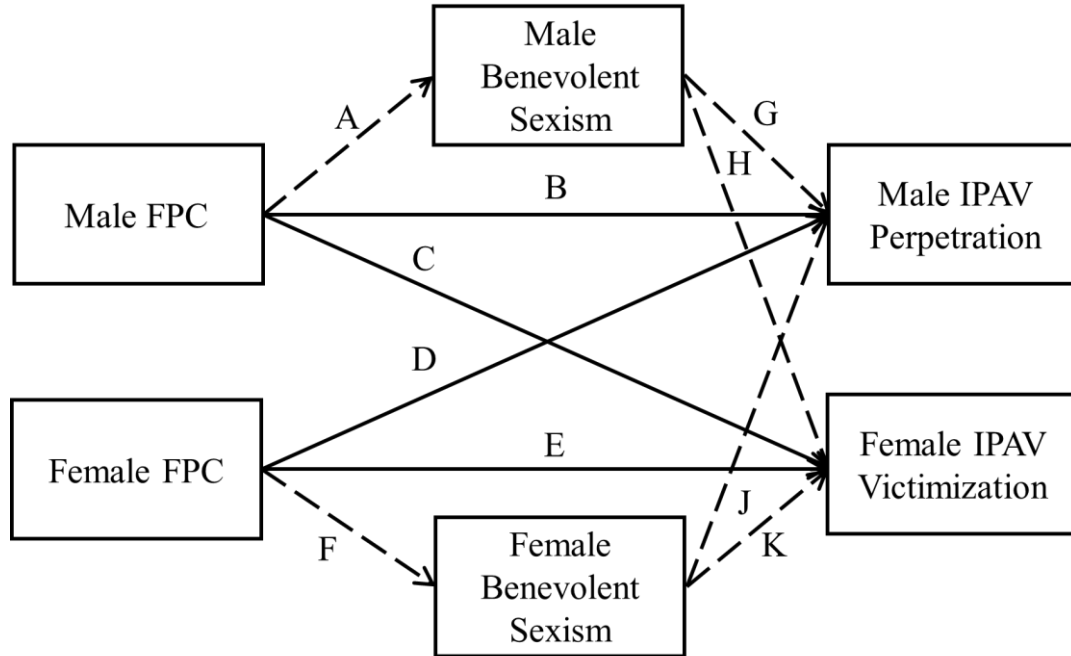 Male
Benevolent
Sexism
A
G
H
Male FPC
B
Male IPAV
Perpetration
C
D
Female FPC
E
Female IPAV
Victimization
F
J
K
Female
Benevolent
Sexism